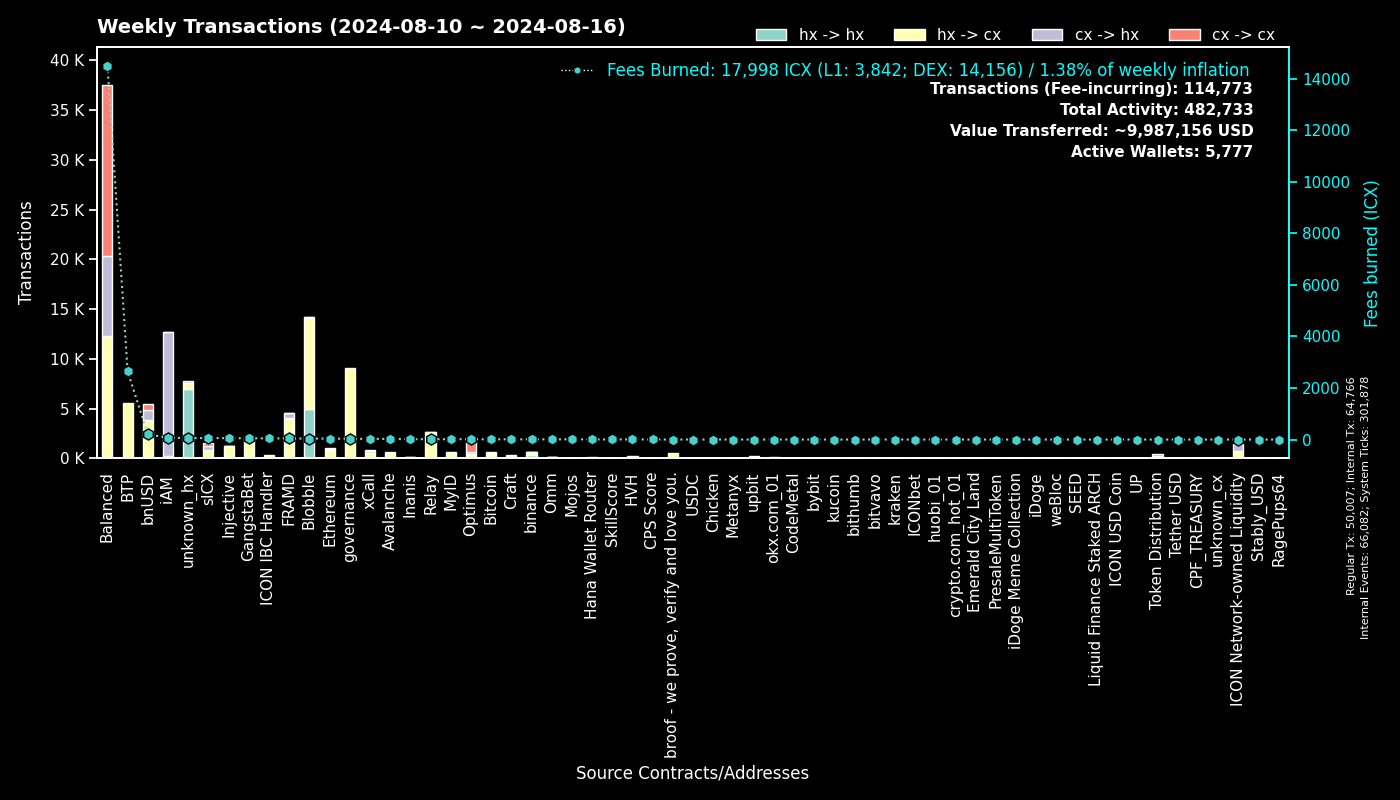 Weekly Transactions (2024-08-10 ~ 2024-08-16)
hx -> hx
hx -> cx
cx -> hx
cx -> cx
Fees Burned: 17,998 ICX (L1: 3,842; DEX: 14,156) / 1.38% of weekly inflation
Transactions (Fee-incurring): 114,773
Total Activity: 482,733
Value Transferred: ~9,987,156 USD
Active Wallets: 5,777
Transactions
40 K
35 K
30 K
25 K
20 K
15 K
10 K
5 K
0 K
14000
12000
10000
8000
6000
4000
2000
0
Fees burned (ICX)
Regular Tx: 50,007; Internal Tx: 64,766
Internal Events: 66,082; System Ticks: 301,878
Balanced
BTP
bnUSD
iAM
unknown_hx
sICX
Injective
GangstaBet
ICON IBC Handler
FRAMD
Blobble
Ethereum
governance
xCall
Avalanche
Inanis
Relay
MyID
Optimus
Bitcoin
Craft
binance
Omm
Mojos
Hana Wallet Router
SkillScore
HVH
CPS Score
broof - we prove, verify and love you.
USDC
Chicken
Metanyx
upbit
okx.com_01
CodeMetal
bybit
kucoin
bithumb
bitvavo
kraken
ICONbet
huobi_01
crypto.com_hot_01
Emerald City Land
PresaleMultiToken
iDoge Meme Collection
iDoge
weBloc
SEED
Liquid Finance Staked ARCH
ICON USD Coin
UP
Token Distribution
Tether USD
CPF_TREASURY
unknown_cx
ICON Network-owned Liquidity
Stably_USD
RagePups64
Source Contracts/Addresses